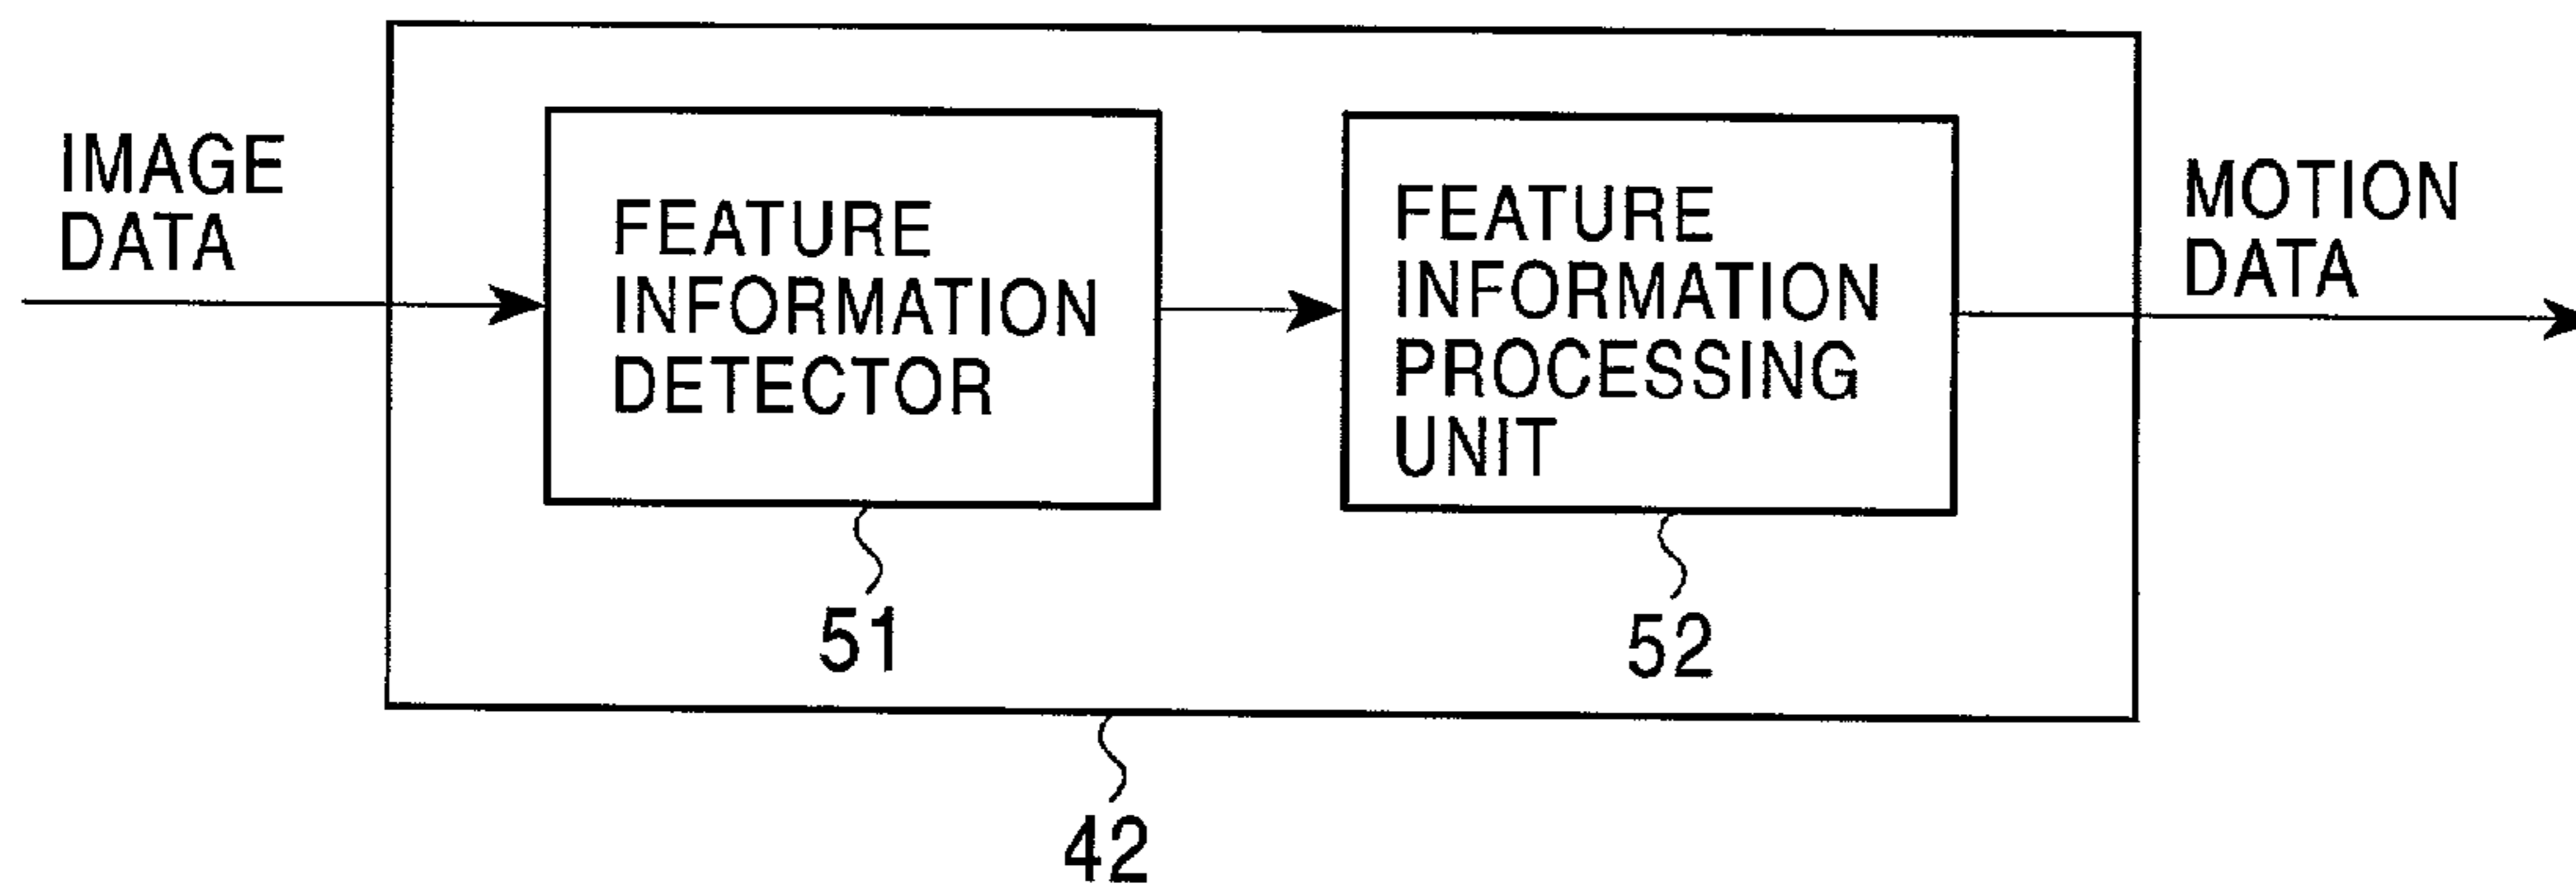 IMAGE
DATA
FEATURE
INFORMATION
DETECTOR
51
FEATURE
INFORMATION
PROCESSING
UNIT
52
MOTION
DATA
42